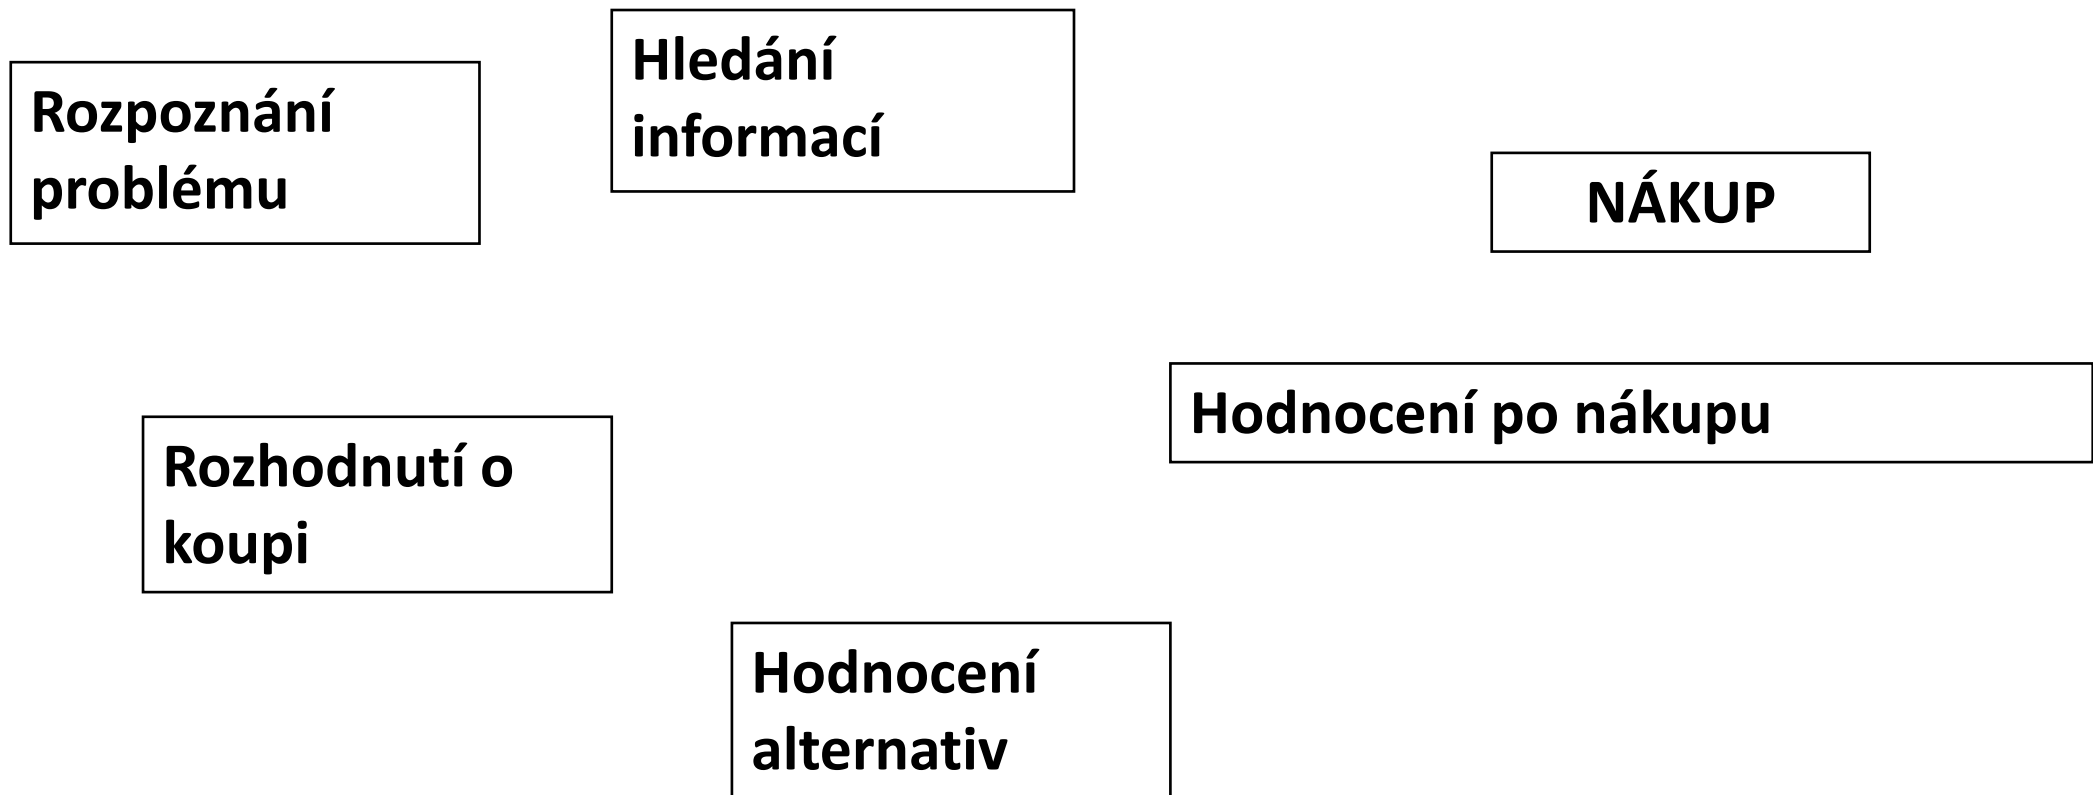 Rozpoznání
problému
Hledání
informací
NÁKUP
Hodnocení po nákupu
Rozhodnutí o
koupi
Hodnocení
alternativ